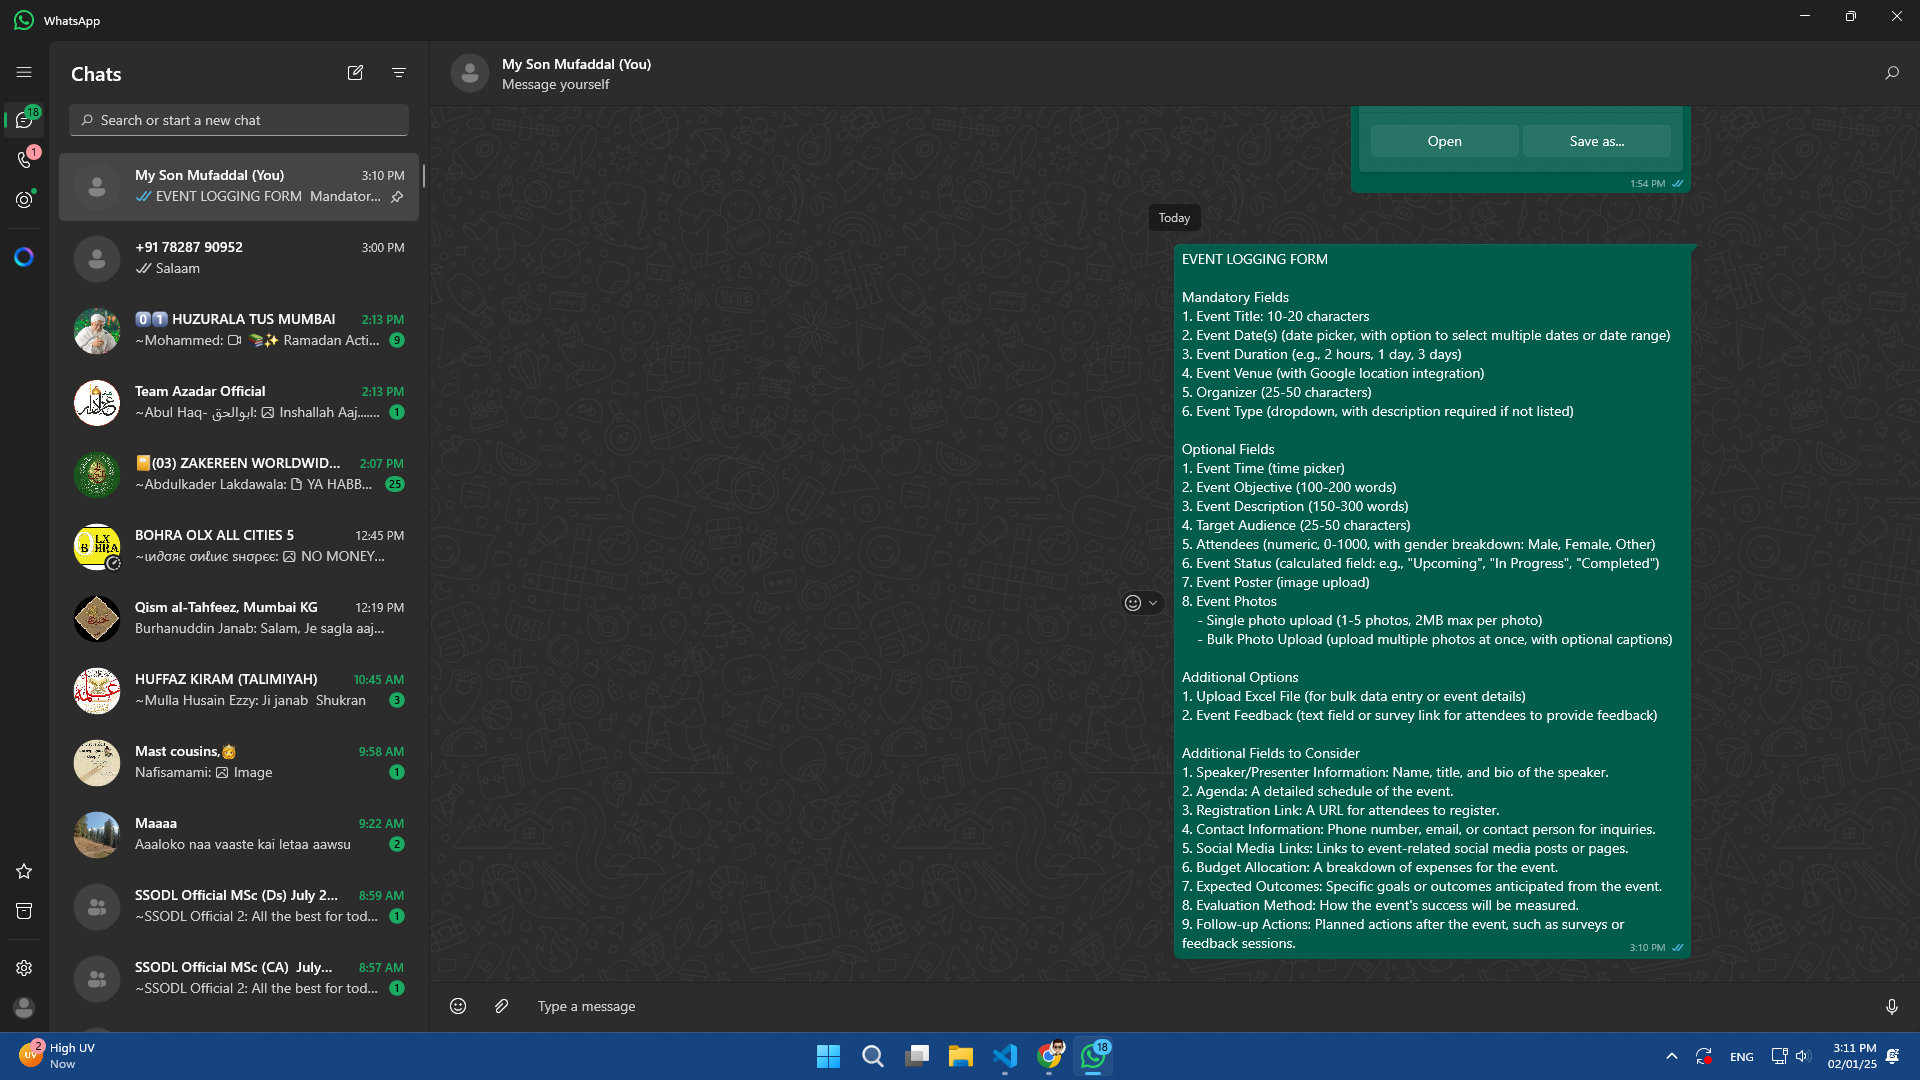 WhatsApp
Chats
Search or start a new chat
18
1
My Son Mufaddal (You)
3:10 PM
EVENT LOGGING FORM  Mandator...
+91 78287 90952
3:00 PM
Salaam
0️⃣1️⃣ HUZURALA TUS MUMBAI
2:13 PM
~Mohammed: 📚✨ Ramadan Acti...
9
Team Azadar Official
2:13 PM
~Abul Haq- ابوالحق: Inshallah Aaj.......
1
📒(03) ZAKEREEN WORLDWID...
2:07 PM
~Abdulkader Lakdawala: YA HABB...
25
BOHRA OLX ALL CITIES 5
12:45 PM
~ιи∂σяє σиℓιиє ѕнσρєє: NO MONEY...
Qism al-Tahfeez, Mumbai KG
12:19 PM
Burhanuddin Janab: Salam, Je sagla aaj...
HUFFAZ KIRAM (TALIMIYAH)
10:45 AM
~Mulla Husain Ezzy: Ji janab  Shukran
3
Mast cousins,
9:58 AM
Nafisamami: Image
1
Maaaa
9:22 AM
Aaaloko naa vaaste kai letaa aawsu
2
SSODL Official MSc (Ds) July 2...
8:59 AM
~SSODL Official 2: All the best for tod...
1
SSODL Official MSc (CA)  July...
8:57 AM
~SSODL Official 2: All the best for tod...
1
My Son Mufaddal (You)
Message yourself
Open
Save as...
1:54 PM
Today
EVENT LOGGING FORM
Mandatory Fields
1. Event Title: 10-20 characters
2. Event Date(s) (date picker, with option to select multiple dates or date range)
3. Event Duration (e.g., 2 hours, 1 day, 3 days)
4. Event Venue (with Google location integration)
5. Organizer (25-50 characters)
6. Event Type (dropdown, with description required if not listed)
Optional Fields
1. Event Time (time picker)
2. Event Objective (100-200 words)
3. Event Description (150-300 words)
4. Target Audience (25-50 characters)
5. Attendees (numeric, 0-1000, with gender breakdown: Male, Female, Other)
6. Event Status (calculated field: e.g., "Upcoming", "In Progress", "Completed")
7. Event Poster (image upload)
8. Event Photos
- Single photo upload (1-5 photos, 2MB max per photo)
- Bulk Photo Upload (upload multiple photos at once, with optional captions)
Additional Options
1. Upload Excel File (for bulk data entry or event details)
2. Event Feedback (text field or survey link for attendees to provide feedback)
Additional Fields to Consider
1. Speaker/Presenter Information: Name, title, and bio of the speaker.
2. Agenda: A detailed schedule of the event.
3. Registration Link: A URL for attendees to register.
4. Contact Information: Phone number, email, or contact person for inquiries.
5. Social Media Links: Links to event-related social media posts or pages.
6. Budget Allocation: A breakdown of expenses for the event.
7. Expected Outcomes: Specific goals or outcomes anticipated from the event.
8. Evaluation Method: How the event's success will be measured.
9. Follow-up Actions: Planned actions after the event, such as surveys or
feedback sessions.
3:10 PM
Type a message
2
UV
High UV
Now
18
ENG
3:11 PM
02/01/25